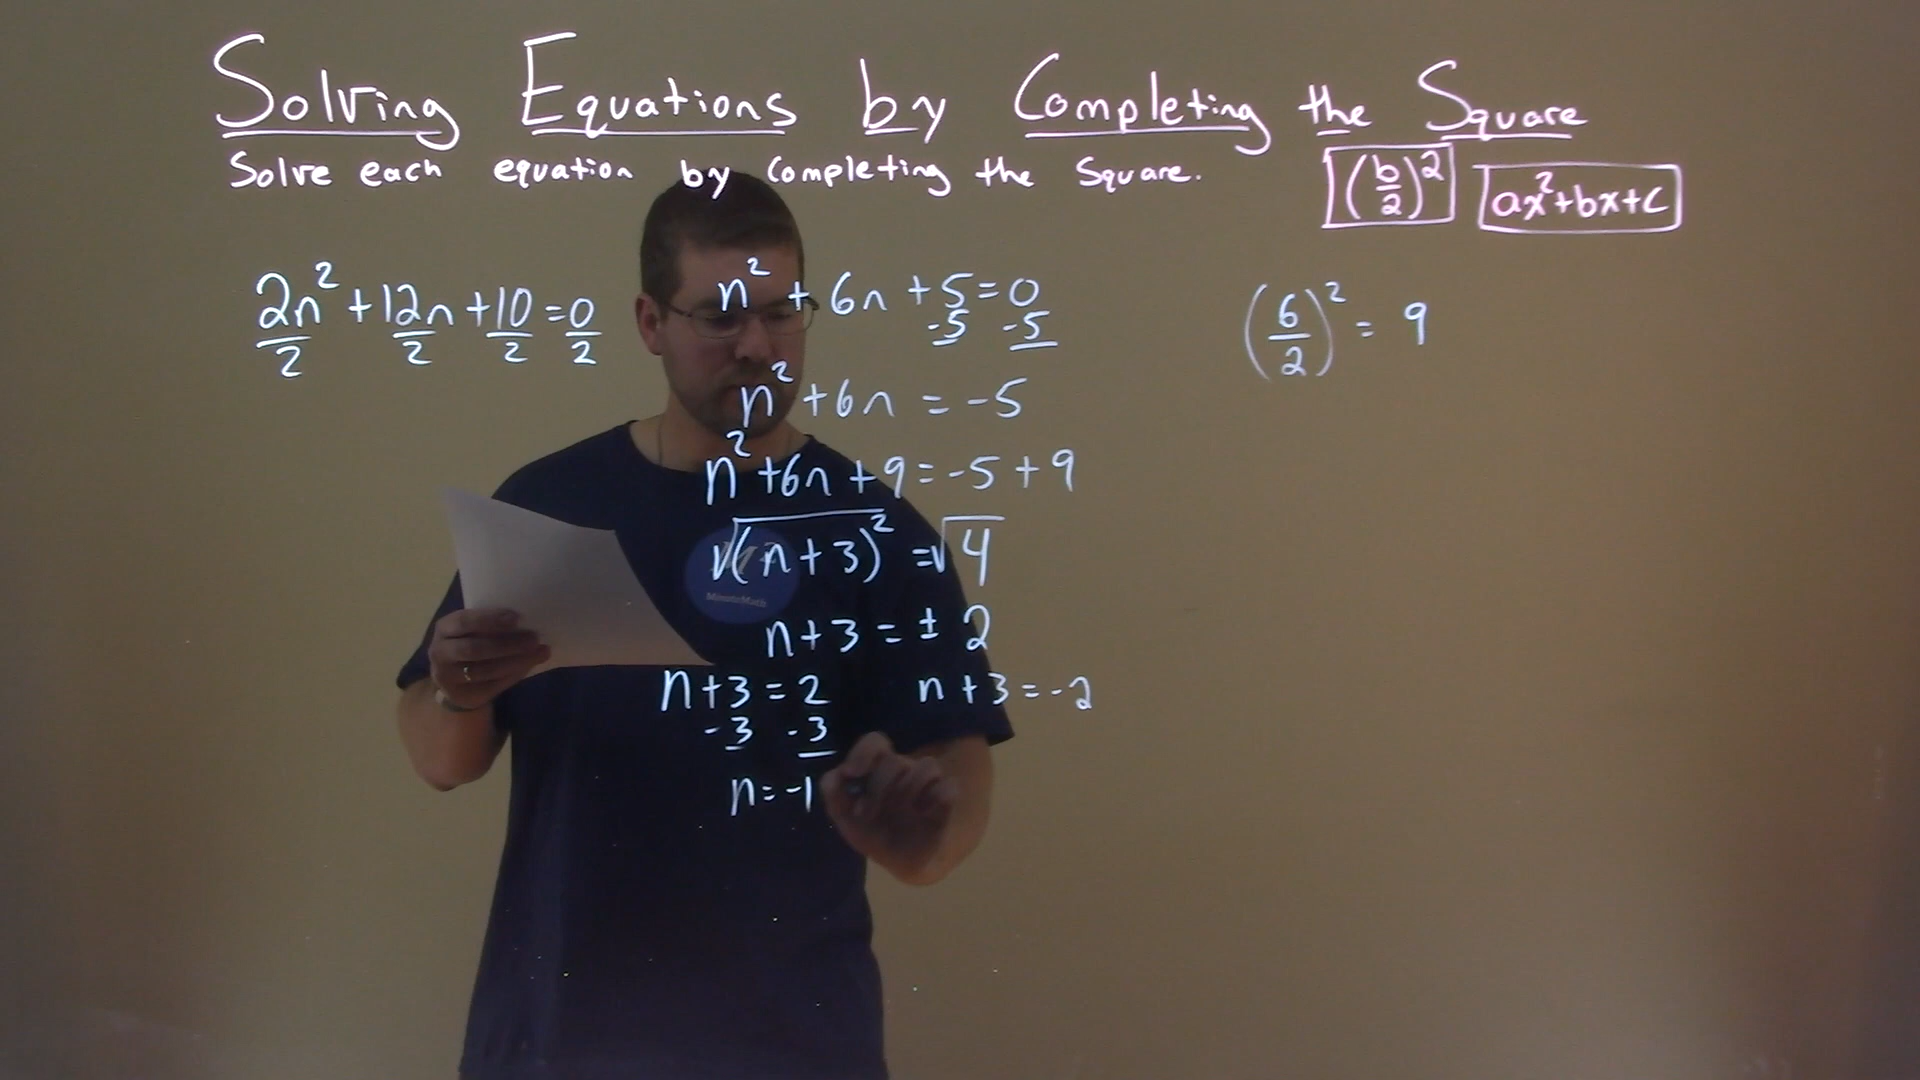 Solving Equations by Completing the Square
Solve each equation by Completing the Square.
(b/2)² ax²+bx+c
2n²/2 + 12n/2 + 10/2 = 0/2
n² + 6n + 5 = 0
-5 -5
(6/2)² = 9
n² + 6n = -5
n² + 6n + 9 = -5 + 9
√(n+3)² = √4
n + 3 = ± 2
n + 3 = 2 n + 3 = -2
-3 -3
n = -1
MinuteMath